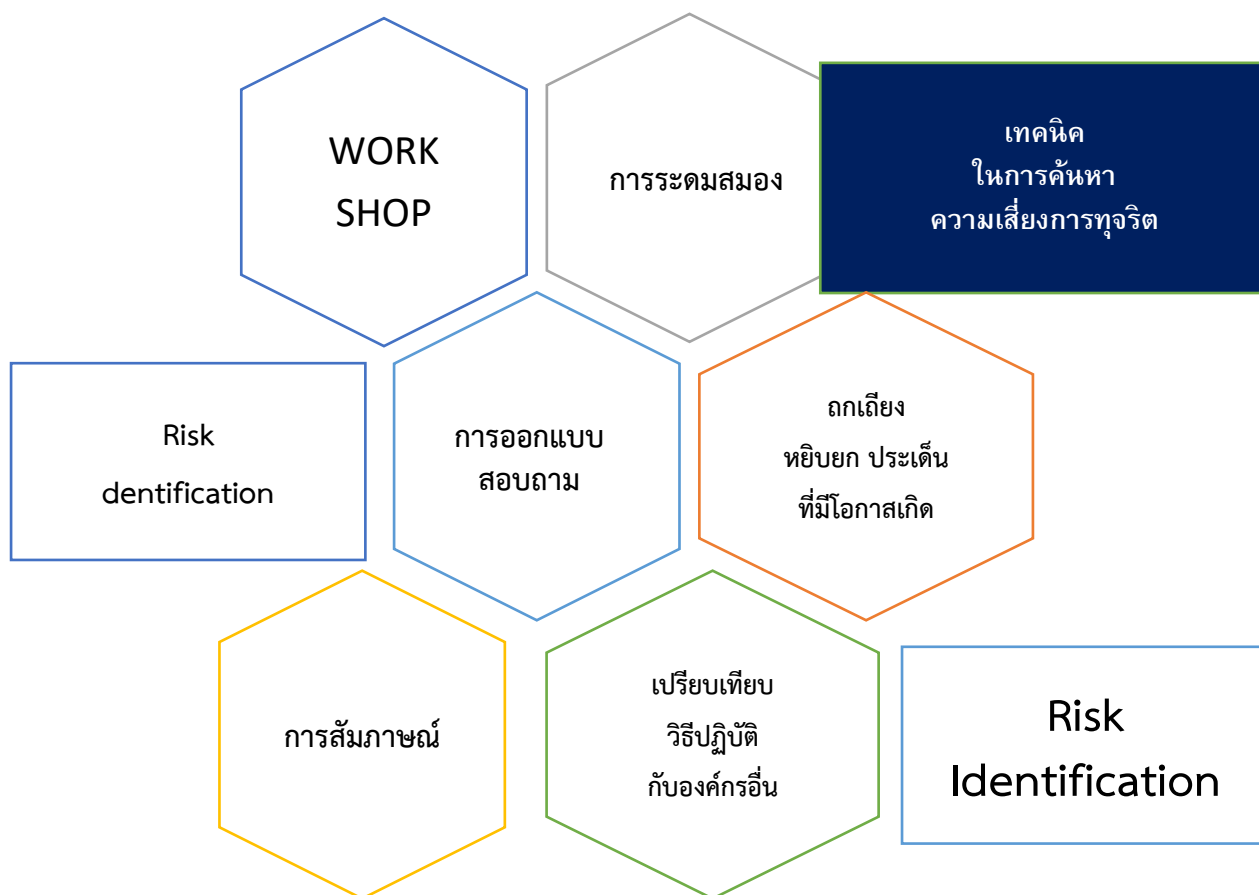 WORK
SHOP
การระดมสมอง
เทคนิค
ในการค้นหา
ความเสี่ยงการทุจริต
Risk
dentification
การออกแบบ
สอบถาม
ถกเถียง
หยิบยก ประเด็น
ที่มีโอกาสเกิด
การสัมภาษณ์
เปรียบเทียบ
วิธีปฏิบัติ
กับองค์กรอื่น
Risk
Identification